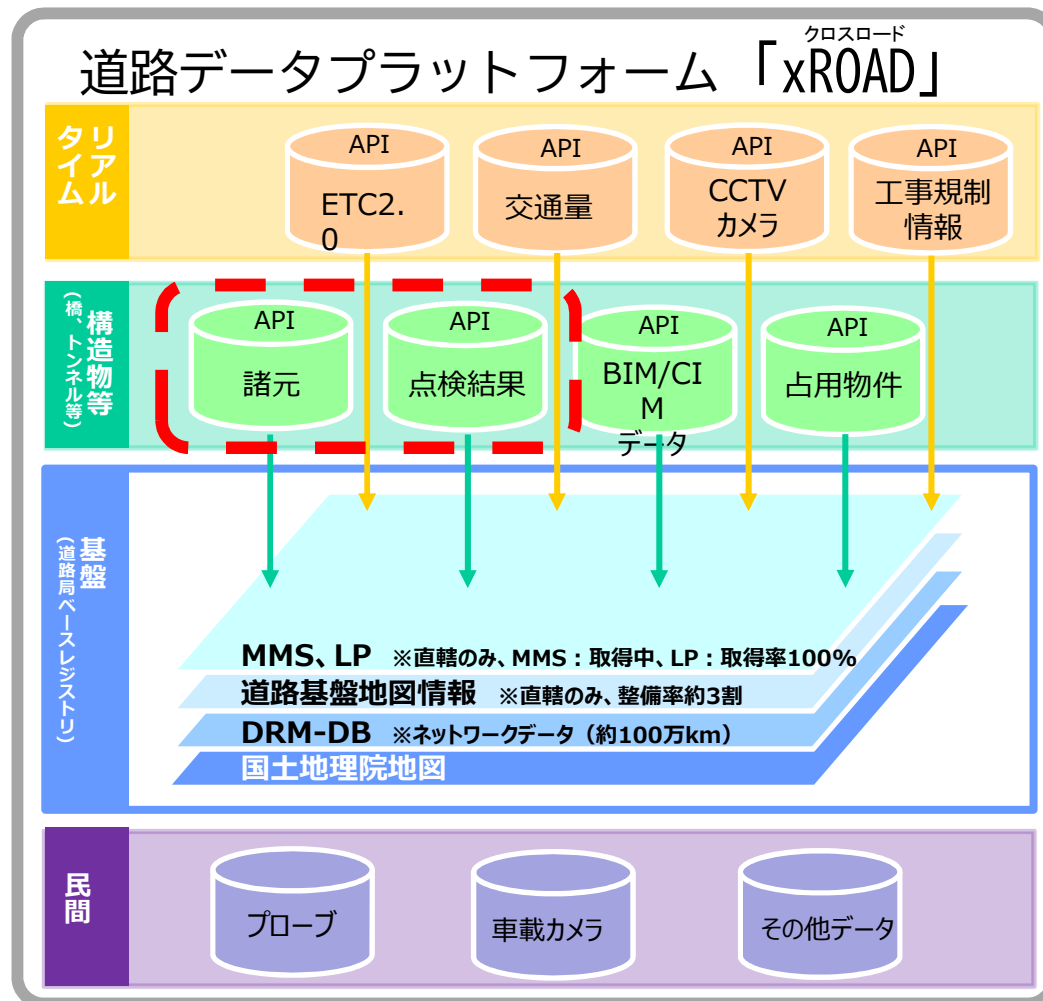 クロスロード
道路データプラットフォーム「xROAD」
リアル
タイム
API
ETC2.
0
API
交通量
API
CCTV
カメラ
API
工事規制
情報
構造物等
(橋、トンネル等)
API
諸元
API
点検結果
API
BIM/CI
M
データ
API
占用物件
基盤
(道路局ベースレジストリ)
MMS、LP ※直轄のみ、MMS：取得中、LP：取得率100%
道路基盤地図情報 ※直轄のみ、整備率約3割
DRM-DB ※ネットワークデータ（約100万km）
国土地理院地図
民間
プローブ
車載カメラ
その他データ